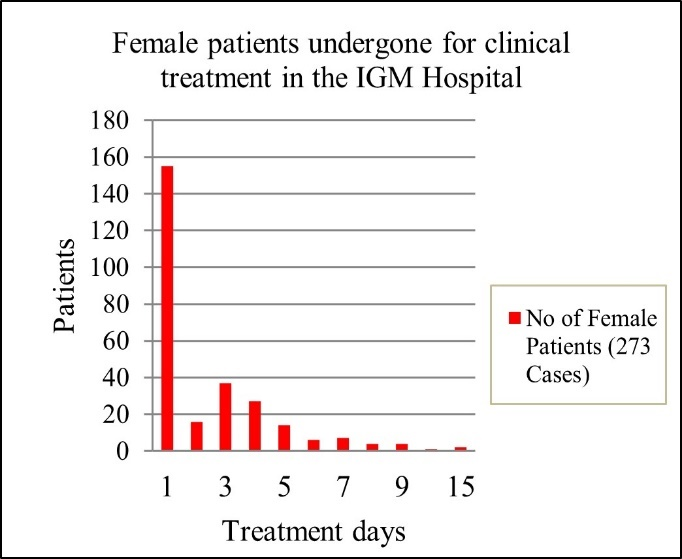 Female patients undergone for clinical
treatment in the IGM Hospital
180
160
140
120
100
80
60
40
20
0
Patients
1 3 5 7 9 15
Treatment days
No of Female
Patients (273
Cases)